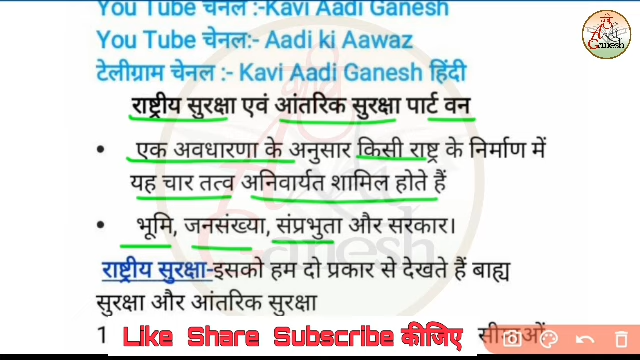 You Tube चेनल :-Kavi Aadi Ganesh
You Tube चेनल:- Aadi ki Aawaz
टेलीग्राम चेनल :- Kavi Aadi Ganesh हिंदी
राष्ट्रीय सुरक्षा एवं आंतरिक सुरक्षा पार्ट वन
• एक अवधारणा के अनुसार किसी राष्ट्र के निर्माण में
यह चार तत्व अनिवार्यत शामिल होते हैं
• भूमि, जनसंख्या, संप्रभुता और सरकार।
राष्ट्रीय सुरक्षा-इसको हम दो प्रकार से देखते हैं बाह्य
सुरक्षा और आंतरिक सुरक्षा
1
Like Share Subscribe कीजिए
Ganesh